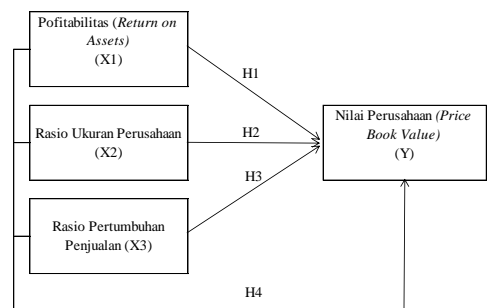 Pofitabilitas (Return on
Assets)
(X1)
H1
Rasio Ukuran Perusahaan
(X2)
H2
Nilai Perusahaan (Price
Book Value)
(Y)
H3
Rasio Pertumbuhan
Penjualan (X3)
H4